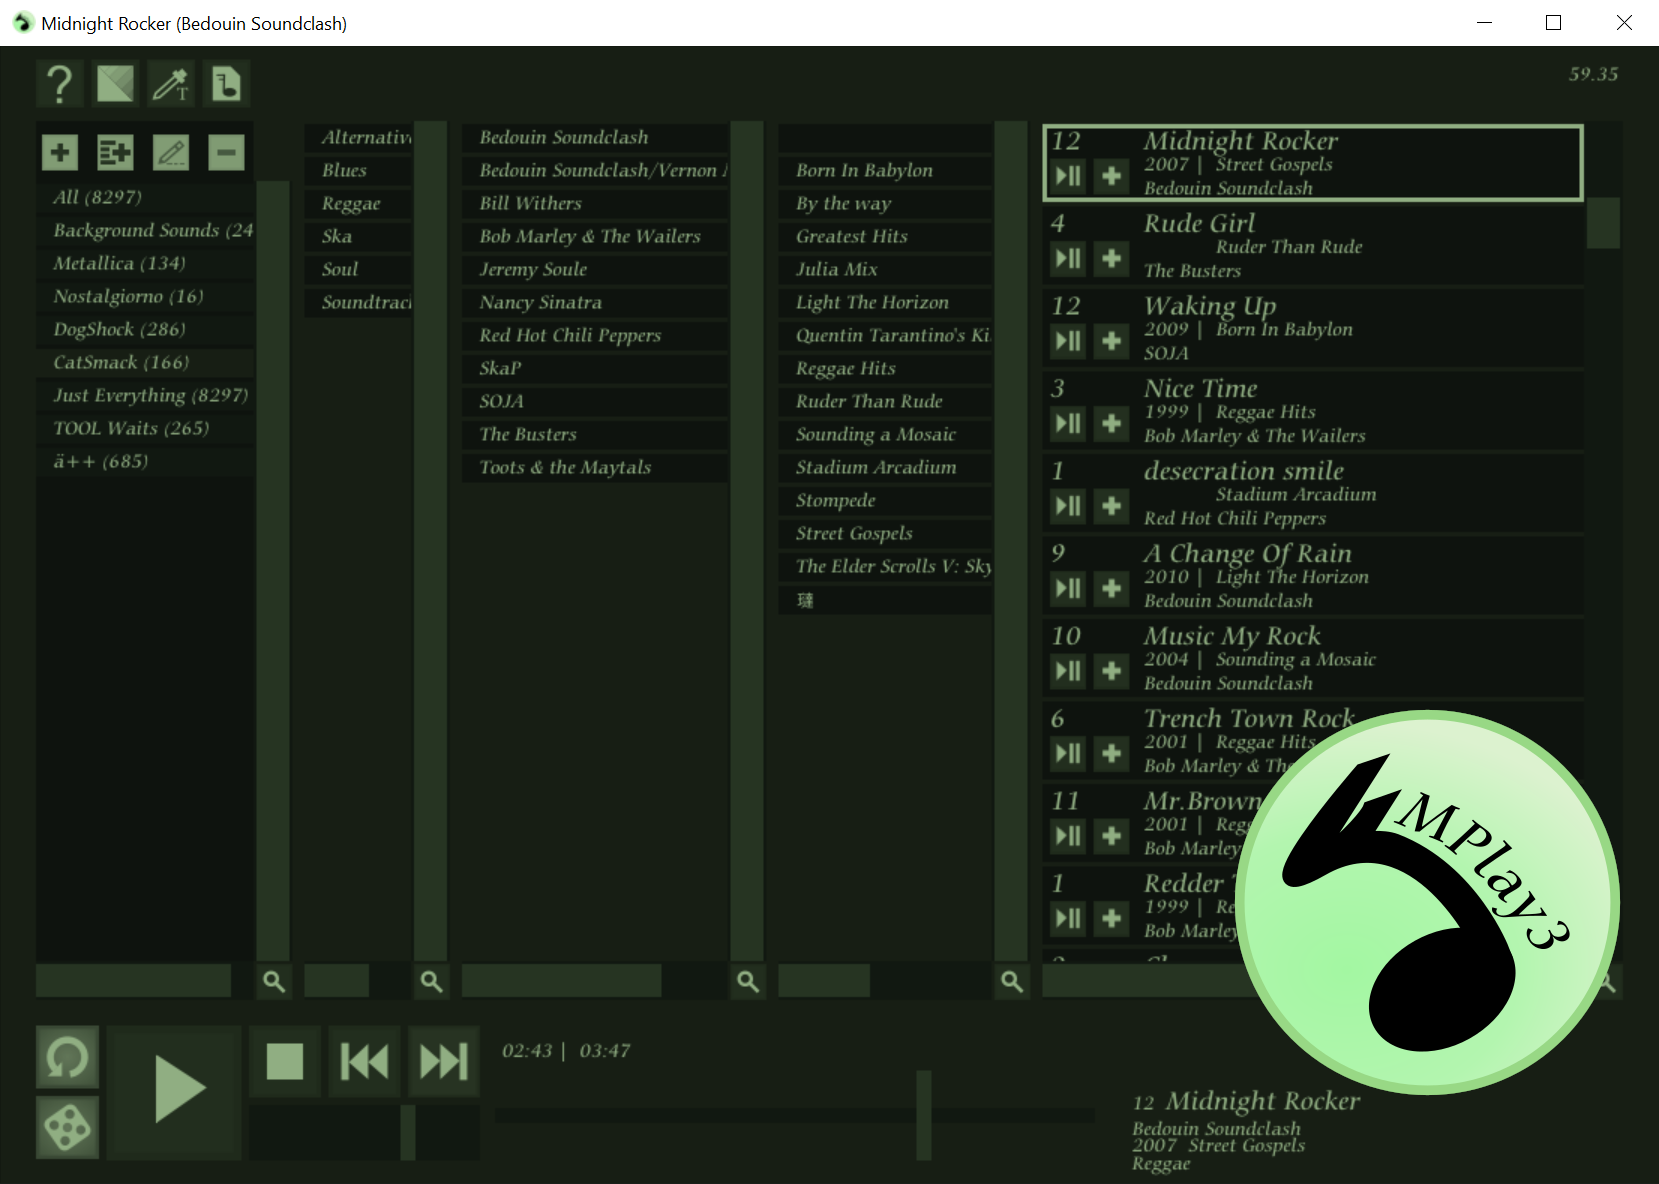 Midnight Rocker (Bedouin Soundclash)
?
T
59.35
All (8297)
Background Sounds (24
Metallica (134)
Nostalgiorno (16)
DogShock (286)
CatSmack (166)
Just Everything (8297)
TOOL Waits (265)
ä++ (685)
Alternativ
Blues
Reggae
Ska
Soul
Soundtrac
Bedouin Soundclash
Bedouin Soundclash/Vernon
Bill Withers
Bob Marley & The Wailers
Jeremy Soule
Nancy Sinatra
Red Hot Chili Peppers
SkaP
SOJA
The Busters
Toots & the Maytals
Born In Babylon
By the way
Greatest Hits
Julia Mix
Light The Horizon
Quentin Tarantino's Ki
Reggae Hits
Ruder Than Rude
Sounding a Mosaic
Stadium Arcadium
Stompede
Street Gospels
The Elder Scrolls V: Sky
12 Midnight Rocker
2007 | Street Gospels
Bedouin Soundclash
4 Rude Girl
Ruder Than Rude
The Busters
12 Waking Up
2009 | Born In Babylon
SOJA
3 Nice Time
1999 | Reggae Hits
Bob Marley & The Wailers
1 desecration smile
Stadium Arcadium
Red Hot Chili Peppers
9 A Change Of Rain
2010 | Light The Horizon
Bedouin Soundclash
10 Music My Rock
2004 | Sounding a Mosaic
Bedouin Soundclash
6 Trench Town Rock
2001 | Reggae Hits
Bob Marley & The
11 Mr.Brown
2001 | Regg
Bob Marley
1 Redder
1999 | Re
Bob Marley
MPlay3
02:43 | 03:47
12 Midnight Rocker
Bedouin Soundclash
2007 Street Gospels
Reggae